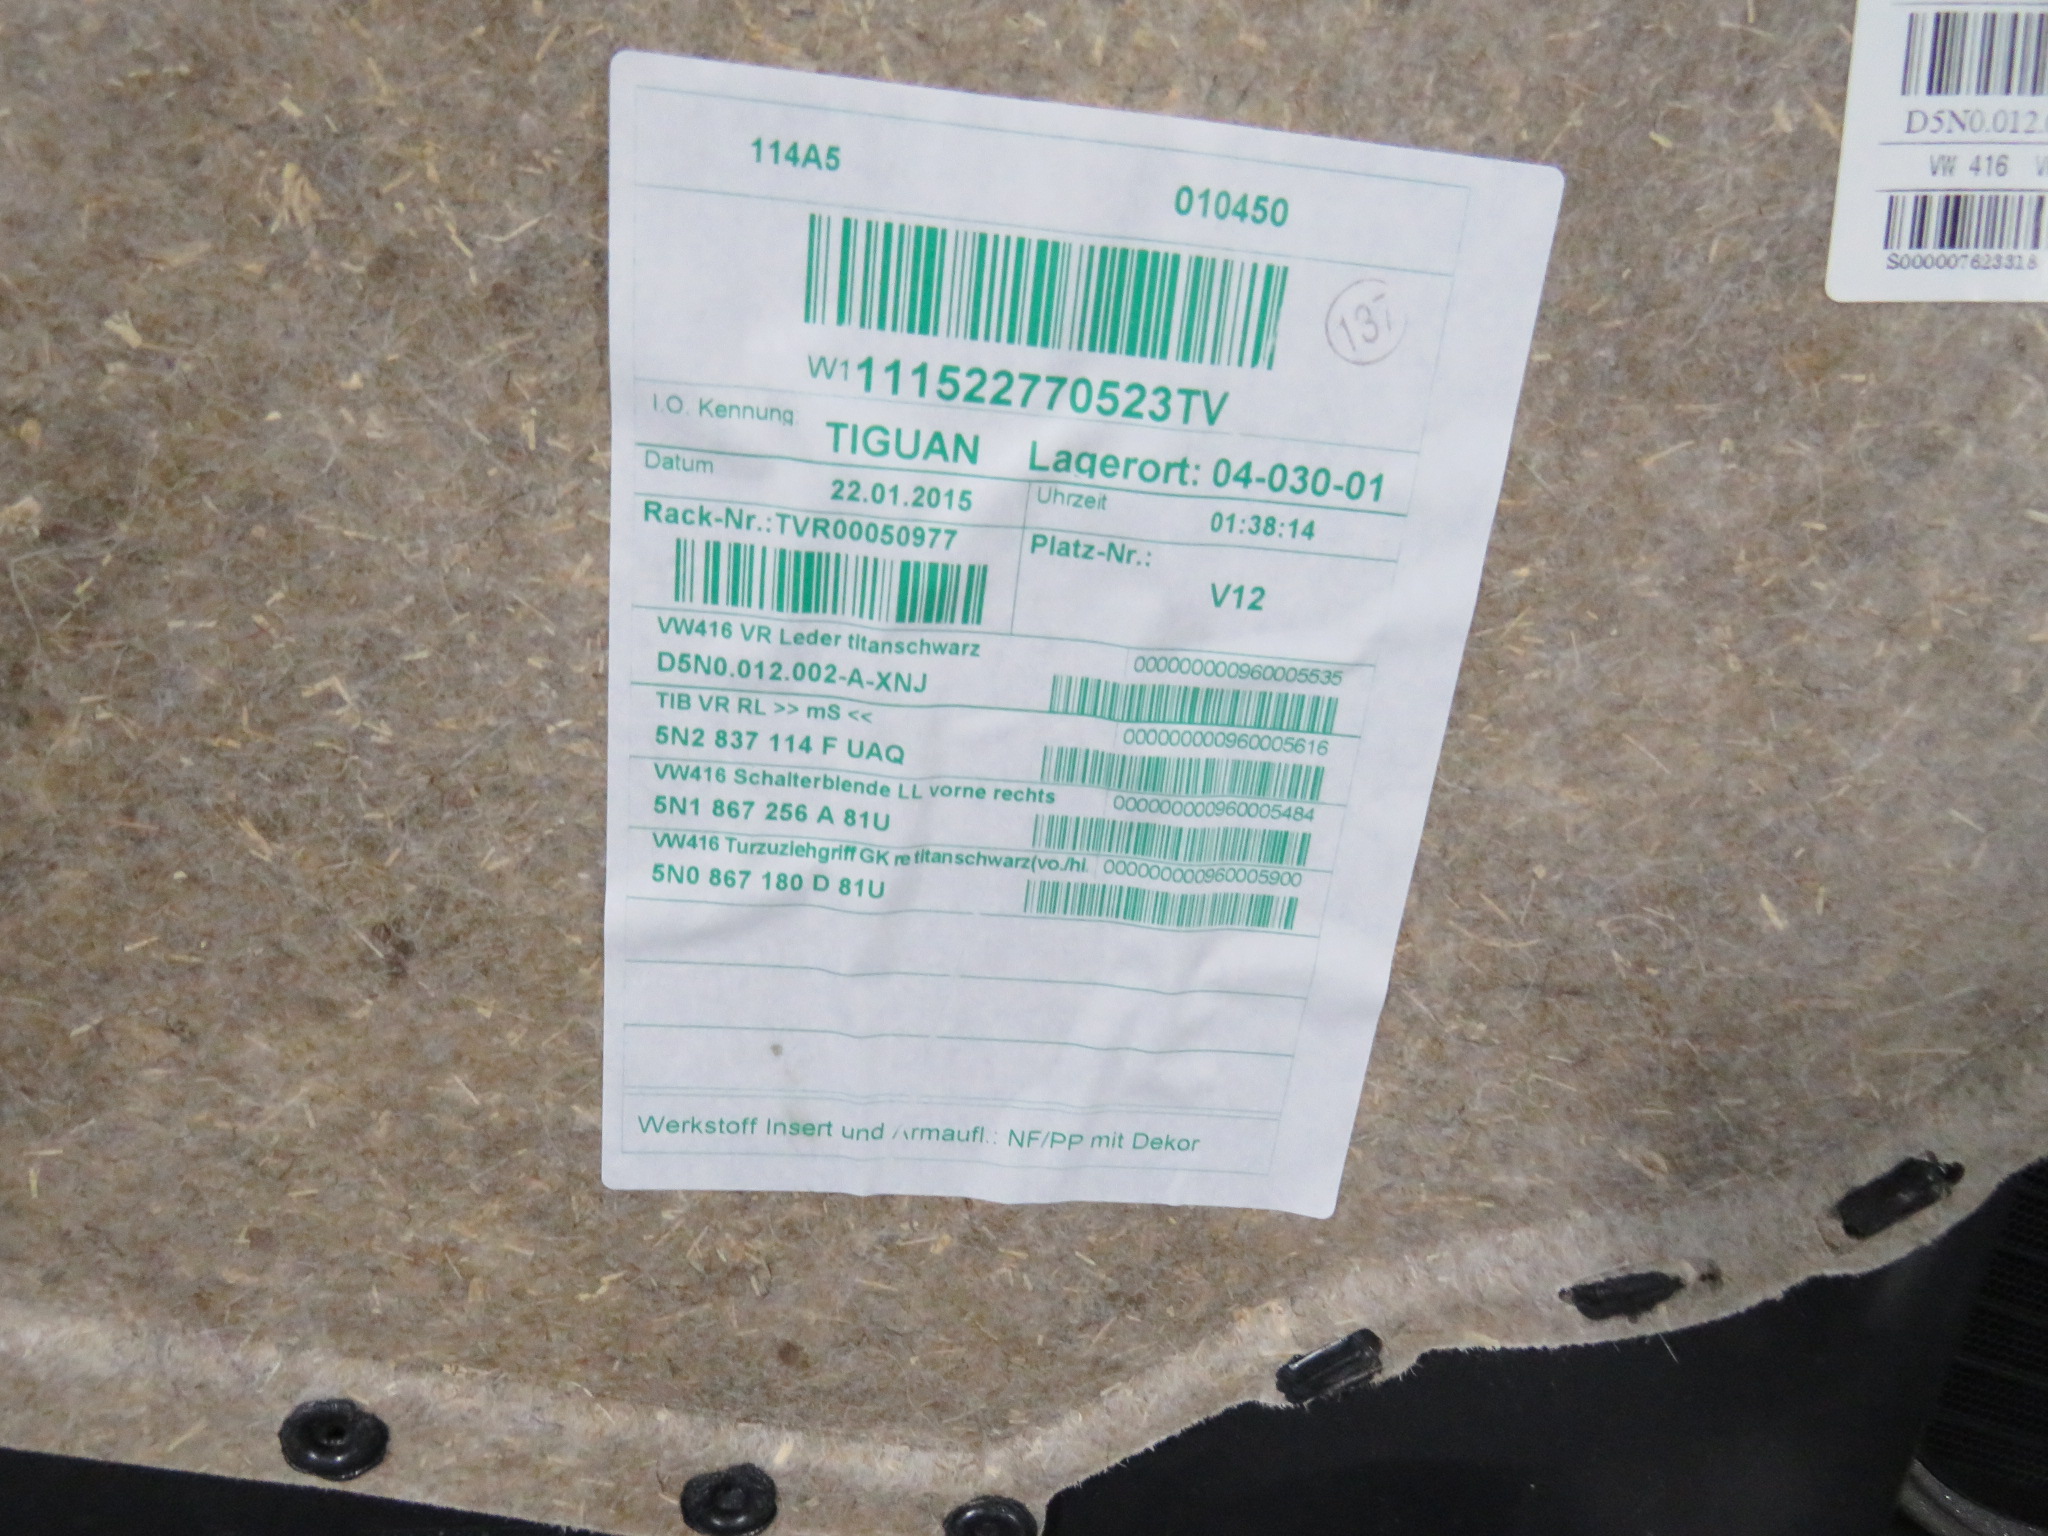 114A5
010450
137
W1111522770523TV
I.O. Kennung
TIGUAN
Lagerort: 04-030-01
Datum
22.01.2015
Uhrzeit
01:38:14
Rack-Nr.:TVR00050977
Platz-Nr.:
V12
VW416 VR Leder titanschwarz
000000000960005535
D5N0.012.002-A-XNJ
TIB VR RL >> mS <<
000000000960005616
5N2 837 114 F UAQ
VW416 Schalterblende LL vorne rechts
000000000960005484
5N1 867 256 A 81U
VW416 Turzuziehgriff GK re titanschwarz(vo./hi.
000000000960005900
5N0 867 180 D 81U
Werkstoff Insert und Armaufl.: NF/PP mit Dekor
D5N0.012.
VW 416
S000007623318